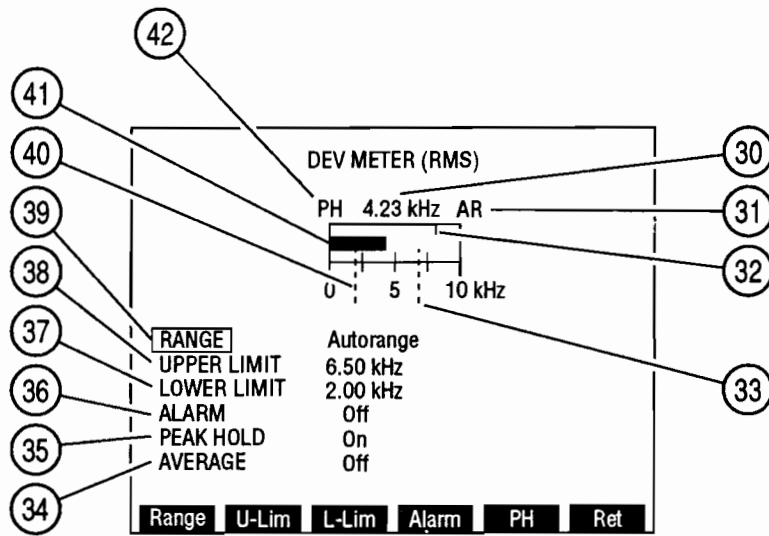 42
41
40
39
38
37
36
35
34
30
31
32
33
DEV METER (RMS)
PH 4.23 kHz AR
0 5 10 kHz
RANGE Autorange
UPPER LIMIT 6.50 kHz
LOWER LIMIT 2.00 kHz
ALARM Off
PEAK HOLD On
AVERAGE Off
Range U-Lim L-Lim Alarm PH Ret